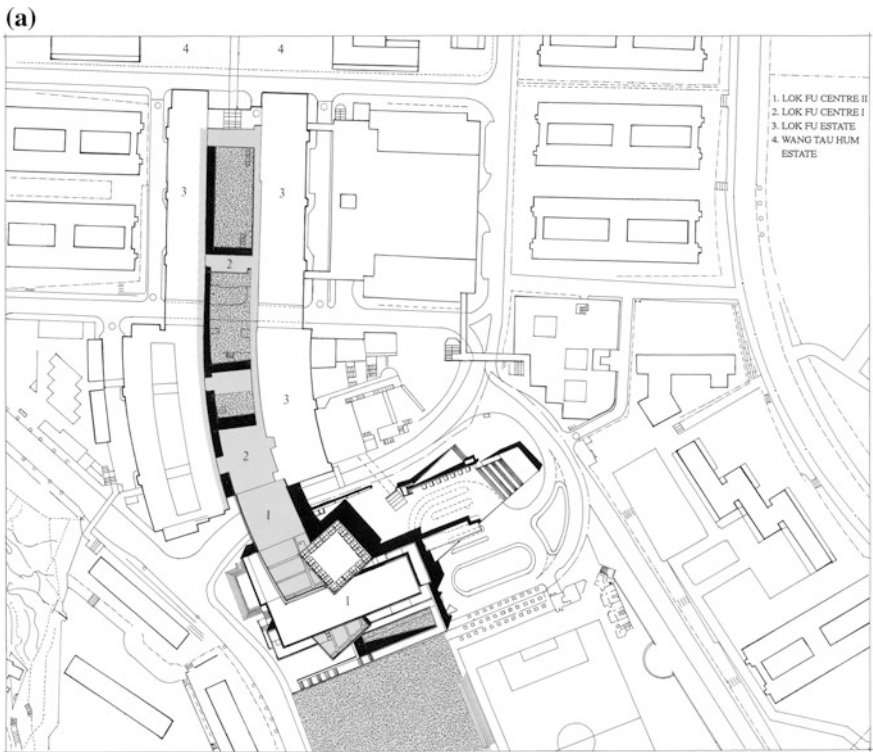 (a)
4 4
1. LOK FU CENTRE II
2. LOK FU CENTRE I
3. LOK FU ESTATE
4. WANG TAU HUM
ESTATE
3 3
2
3
2
1
1